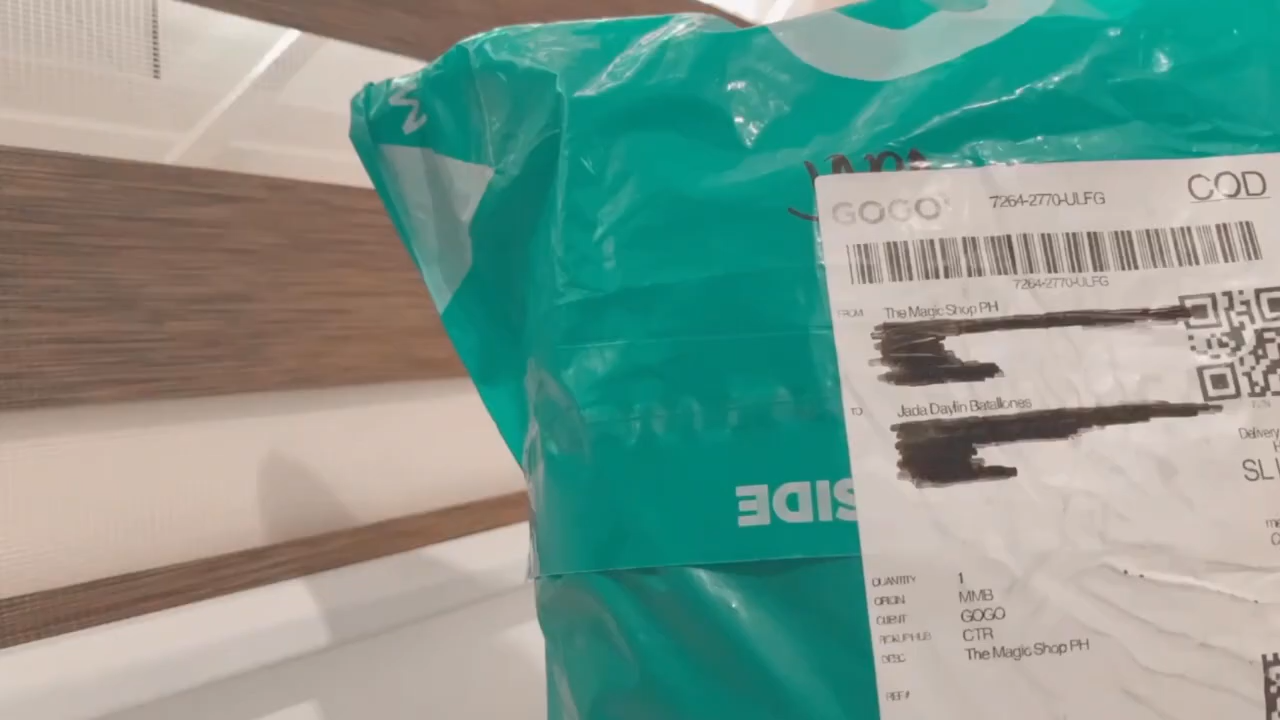 GOGO
7264-2770-ULFG
COD
7264-2770-ULFG
FROM The Magic Shop PH
TO Jada Daylin Batallones
Delivery
SL
SIDE
QUANTITY 1
ORIGIN MMB
CLIENT GOGO
PICKUP HUB CTR
DESC The Magic Shop PH
REF#